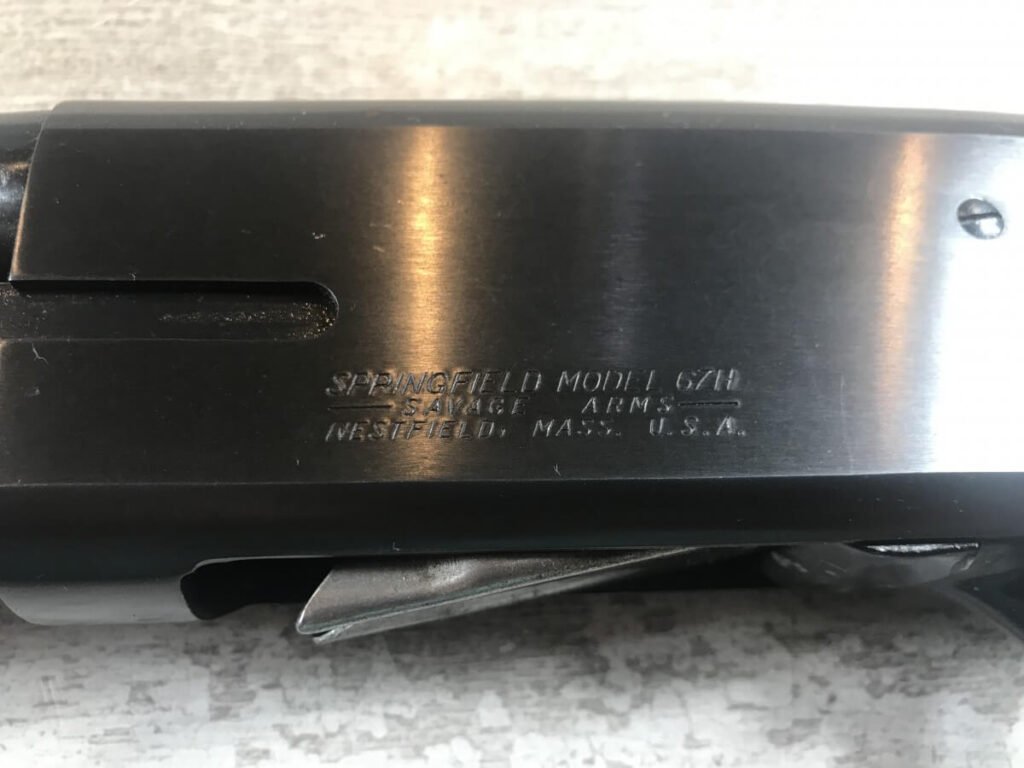 SPRINGFIELD MODEL 67H
SAVAGE ARMS
WESTFIELD, MASS. U.S.A.